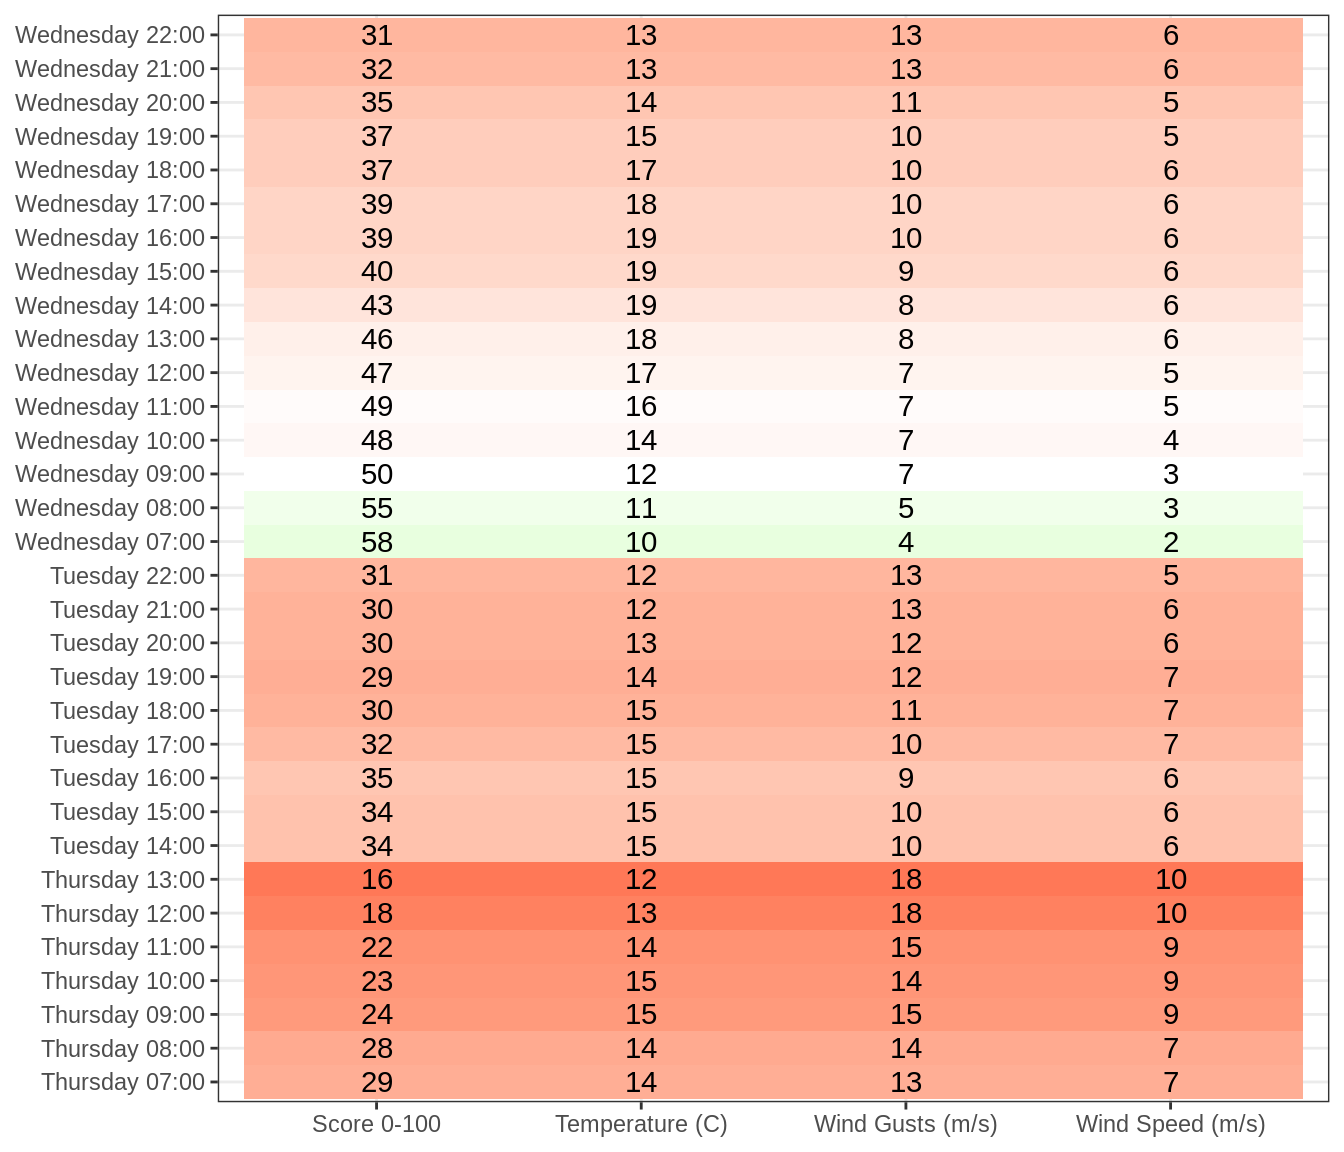 Wednesday 22:00 31 13 13 6
Wednesday 21:00 32 13 13 6
Wednesday 20:00 35 14 11 5
Wednesday 19:00 37 15 10 5
Wednesday 18:00 37 17 10 6
Wednesday 17:00 39 18 10 6
Wednesday 16:00 39 19 10 6
Wednesday 15:00 40 19 9 6
Wednesday 14:00 43 19 8 6
Wednesday 13:00 46 18 8 6
Wednesday 12:00 47 17 7 5
Wednesday 11:00 49 16 7 5
Wednesday 10:00 48 14 7 4
Wednesday 09:00 50 12 7 3
Wednesday 08:00 55 11 5 3
Wednesday 07:00 58 10 4 2
Tuesday 22:00 31 12 13 5
Tuesday 21:00 30 12 13 6
Tuesday 20:00 30 13 12 6
Tuesday 19:00 29 14 12 7
Tuesday 18:00 30 15 11 7
Tuesday 17:00 32 15 10 7
Tuesday 16:00 35 15 9 6
Tuesday 15:00 34 15 10 6
Tuesday 14:00 34 15 10 6
Thursday 13:00 16 12 18 10
Thursday 12:00 18 13 18 10
Thursday 11:00 22 14 15 9
Thursday 10:00 23 15 14 9
Thursday 09:00 24 15 15 9
Thursday 08:00 28 14 14 7
Thursday 07:00 29 14 13 7
Score 0-100 Temperature (C) Wind Gusts (m/s) Wind Speed (m/s)